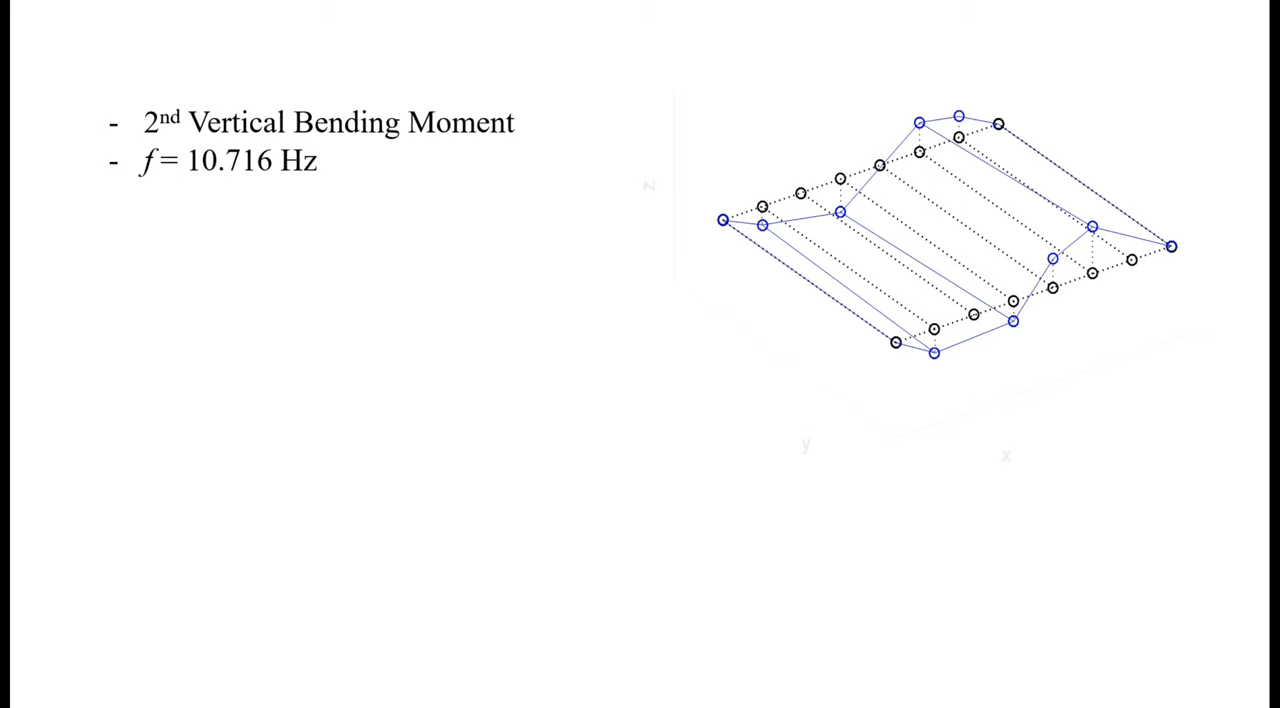 - 2nd Vertical Bending Moment
- f = 10.716 Hz
z
y
x